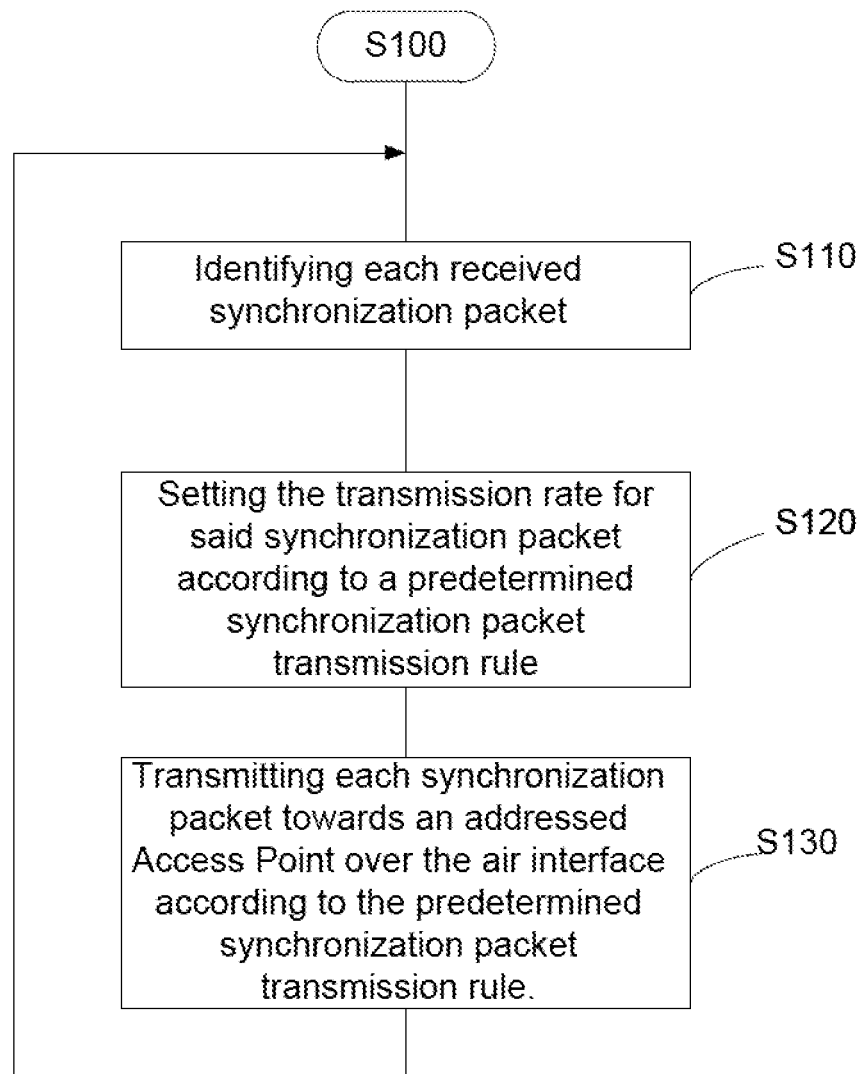 S100
Identifying each received
synchronization packet
S110
Setting the transmission rate for
said synchronization packet
according to a predetermined
synchronization packet
transmission rule
S120
Transmitting each synchronization
packet towards an addressed
Access Point over the air interface
according to the predetermined
synchronization packet
transmission rule.
S130